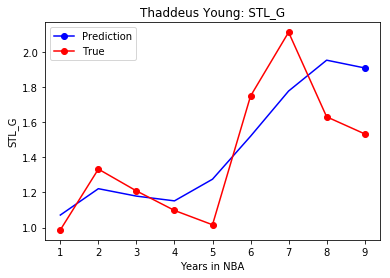 Thaddeus Young: STL_G
Prediction
True
STL_G
2.0
1.8
1.6
1.4
1.2
1.0
1 2 3 4 5 6 7 8 9
Years in NBA